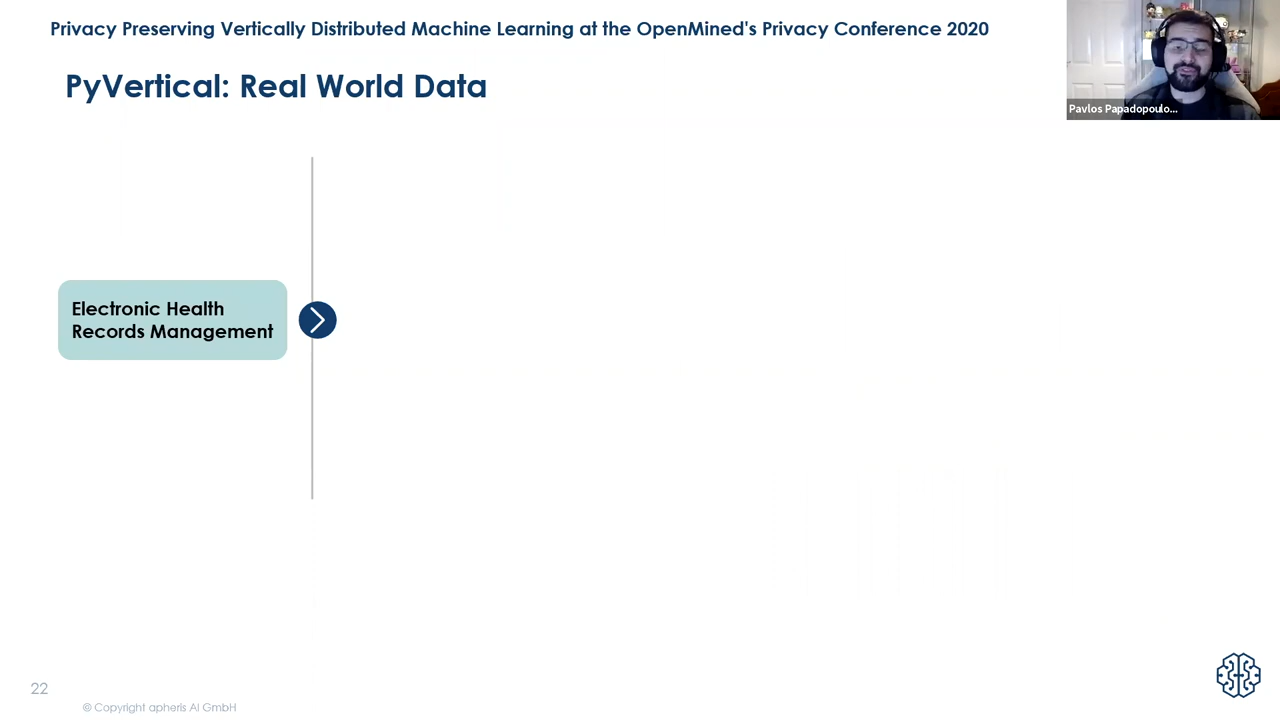 Privacy Preserving Vertically Distributed Machine Learning at the OpenMined's Privacy Conference 2020
PyVertical: Real World Data
Pavlos Papadopoulo...
Electronic Health
Records Management
22
© Copyright apheris AI GmbH